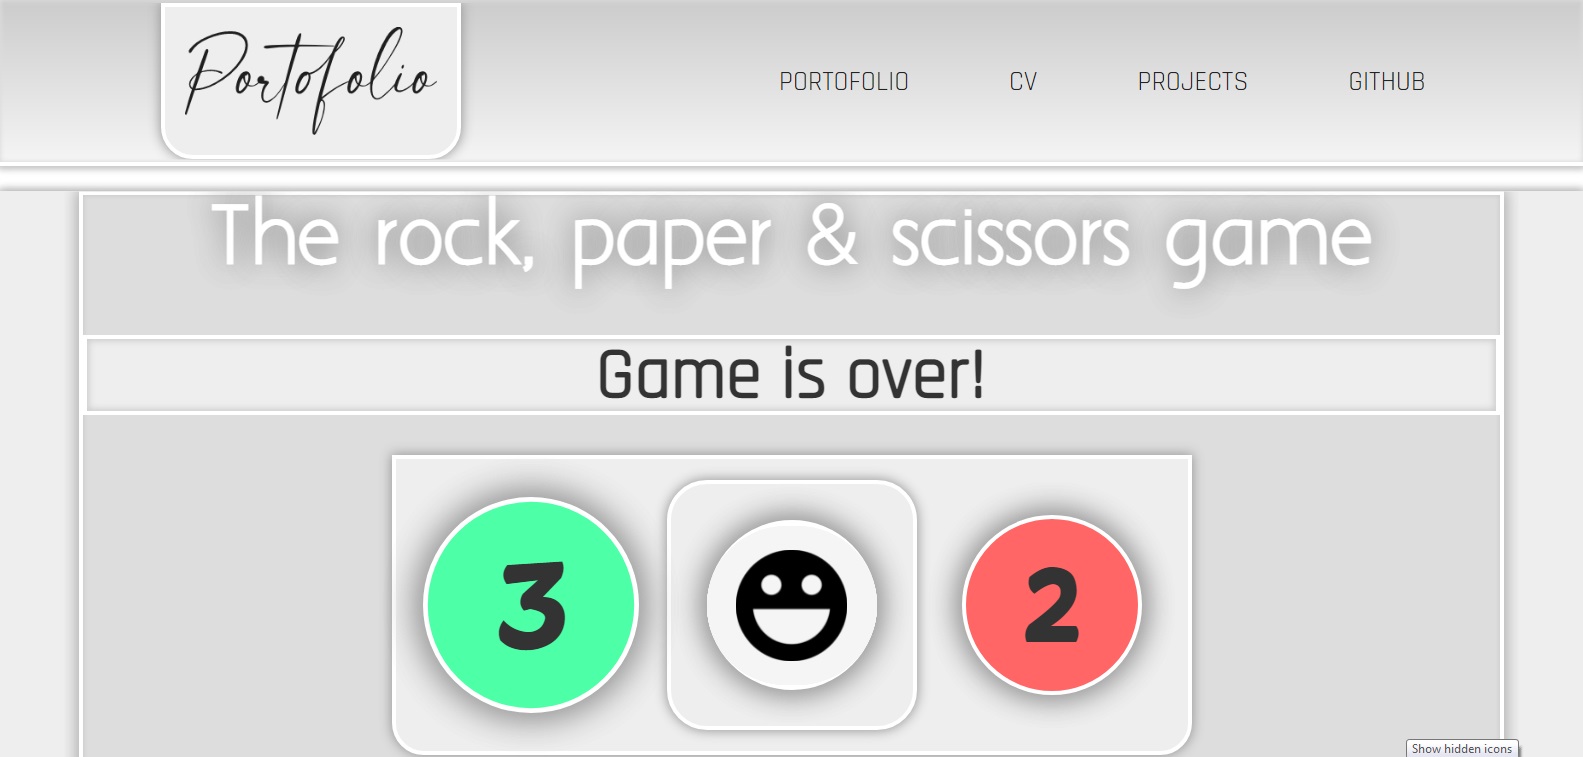 Portofolio
PORTOFOLIO CV PROJECTS GITHUB
The rock, paper & scissors game
Game is over!
3 2
Show hidden icons